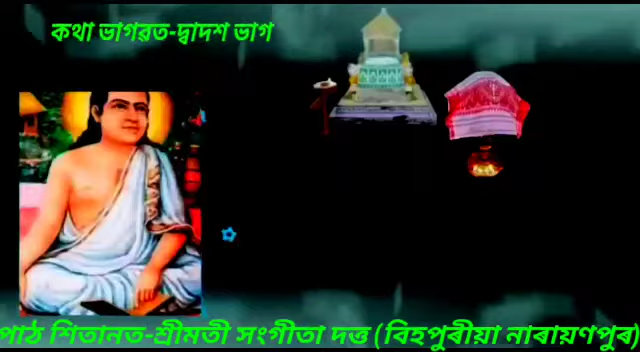 কথা ভাগৱত-দ্বাদশ ভাগ
পাঠ শিতানত-শ্ৰীমতী সংগীতা দত্ত (বিহপুৰীয়া নাৰায়ণপুৰ)